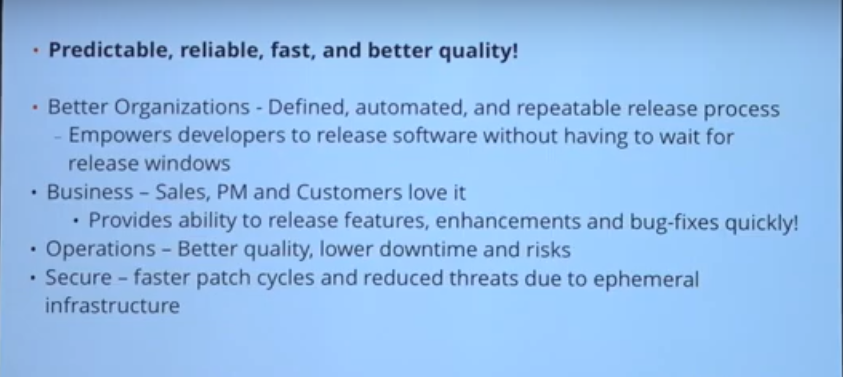 • Predictable, reliable, fast, and better quality!
• Better Organizations - Defined, automated, and repeatable release process
– Empowers developers to release software without having to wait for
release windows
• Business – Sales, PM and Customers love it
• Provides ability to release features, enhancements and bug-fixes quickly!
• Operations – Better quality, lower downtime and risks
• Secure – faster patch cycles and reduced threats due to ephemeral
infrastructure